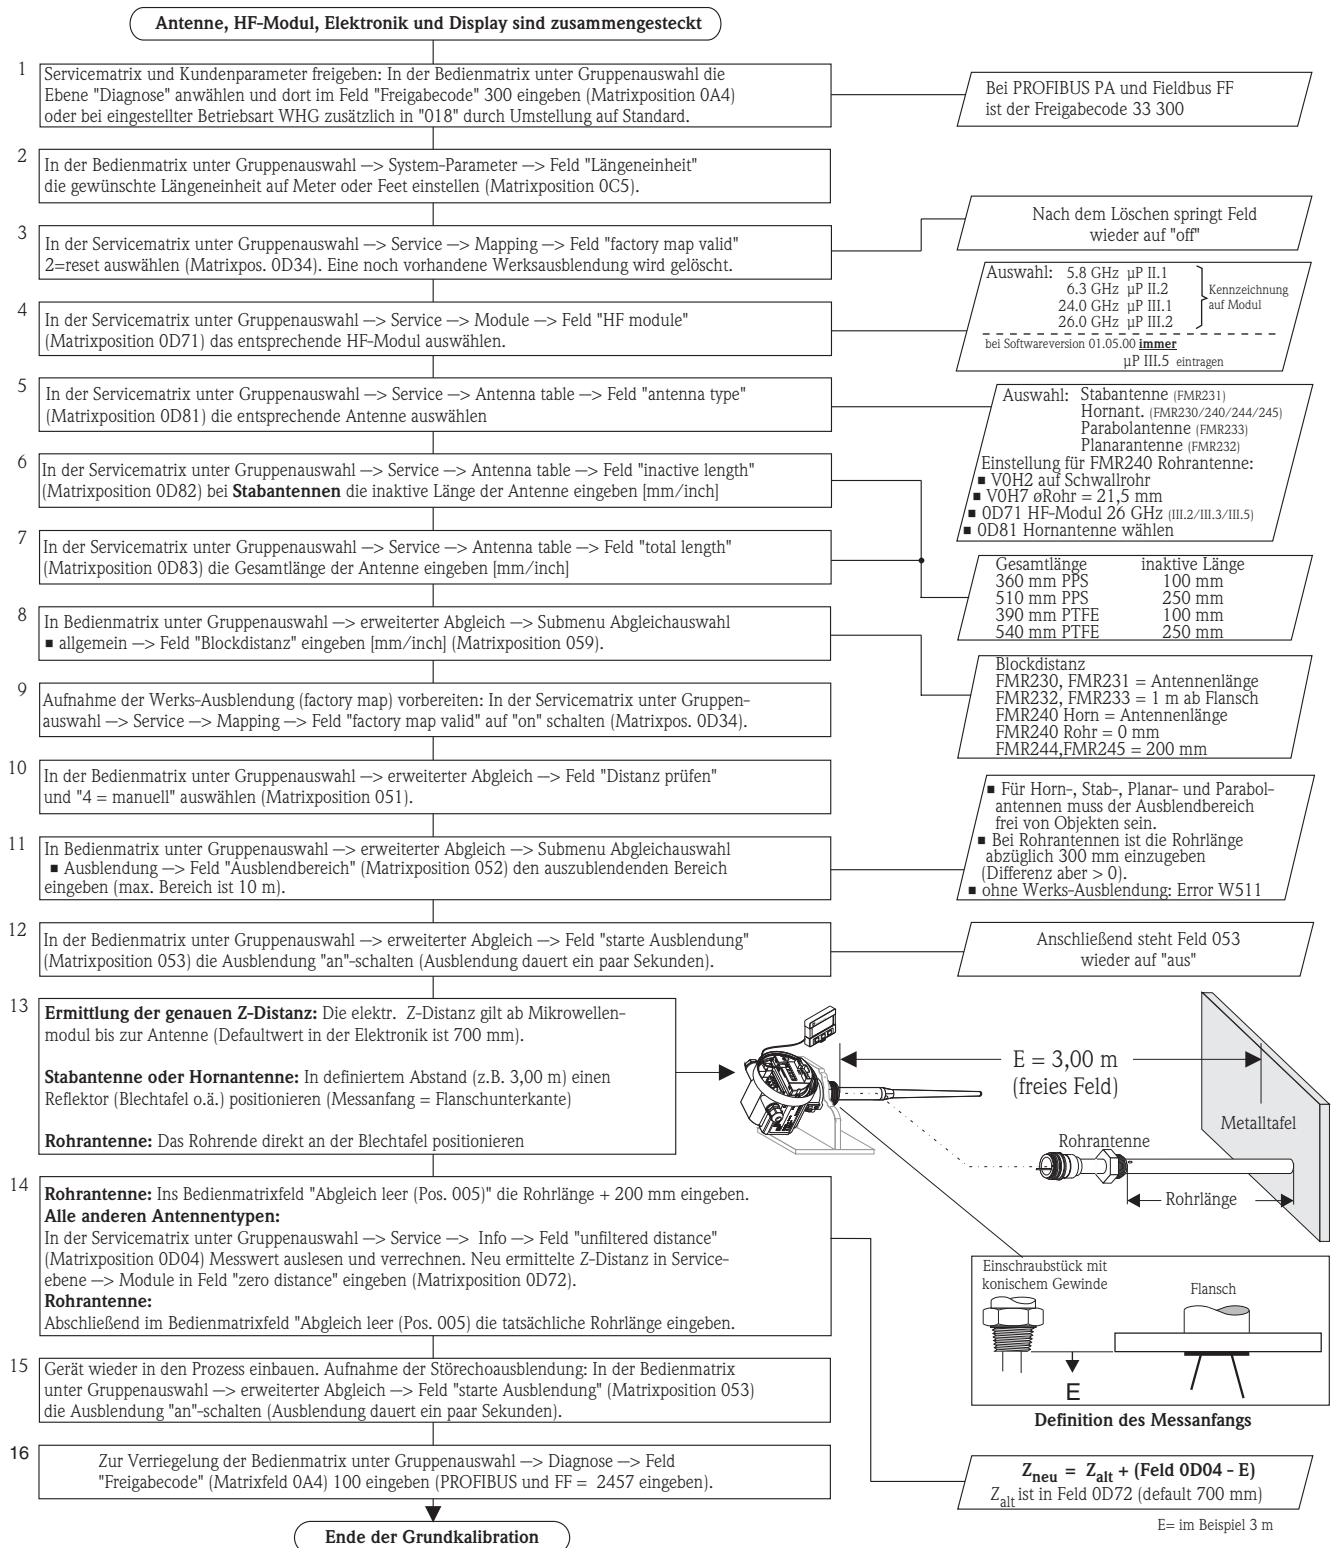 Antenne, HF-Modul, Elektronik und Display sind zusammengesteckt
1
Servicematrix und Kundenparameter freigeben: In der Bedienmatrix unter Gruppenauswahl die
Ebene "Diagnose" anwählen und dort im Feld "Freigabecode" 300 eingeben (Matrixposition 0A4)
oder bei eingestellter Betriebsart WHG zusätzlich in "018" durch Umstellung auf Standard.
Bei PROFIBUS PA und Fieldbus FF
ist der Freigabecode 33 300
2
In der Bedienmatrix unter Gruppenauswahl —> System-Parameter —> Feld "Längeneinheit"
die gewünschte Längeneinheit auf Meter oder Feet einstellen (Matrixposition 0C5).
3
In der Servicematrix unter Gruppenauswahl —> Service —> Mapping —> Feld "factory map valid"
2=reset auswählen (Matrixpos. 0D34). Eine noch vorhandene Werksausblendung wird gelöscht.
Nach dem Löschen springt Feld
wieder auf "off"
4
In der Servicematrix unter Gruppenauswahl —> Service —> Module —> Feld "HF module"
(Matrixposition 0D71) das entsprechende HF-Modul auswählen.
Auswahl: 5.8 GHz µP II.1
6.3 GHz µP II.2
24.0 GHz µP III.1
26.0 GHz µP III.2
Kennzeichnung
auf Modul
bei Softwareversion 01.05.00 immer
µP III.5 eintragen
5
In der Servicematrix unter Gruppenauswahl —> Service —> Antenna table —> Feld "antenna type"
(Matrixposition 0D81) die entsprechende Antenne auswählen
Auswahl: Stabantenne (FMR231)
Hornant. (FMR230/240/244/245)
Parabolantenne (FMR233)
Planarantenne (FMR232)
Einstellung für FMR240 Rohrantenne:
■ V0H2 auf Schwallrohr
■ V0H7 øRohr = 21,5 mm
■ 0D71 HF-Modul 26 GHz (III.2/III.3/III.5)
■ 0D81 Hornantenne wählen
6
In der Servicematrix unter Gruppenauswahl —> Service —> Antenna table —> Feld "inactive length"
(Matrixposition 0D82) bei Stabantennen die inaktive Länge der Antenne eingeben [mm/inch]
7
In der Servicematrix unter Gruppenauswahl —> Service —> Antenna table —> Feld "total length"
(Matrixposition 0D83) die Gesamtlänge der Antenne eingeben [mm/inch]
Gesamtlänge inaktive Länge
360 mm PPS 100 mm
510 mm PPS 250 mm
390 mm PTFE 100 mm
540 mm PTFE 250 mm
8
In Bedienmatrix unter Gruppenauswahl —> erweiterter Abgleich —> Submenu Abgleichauswahl
■ allgemein —> Feld "Blockdistanz" eingeben [mm/inch] (Matrixposition 059).
Blockdistanz
FMR230, FMR231 = Antennenlänge
FMR232, FMR233 = 1 m ab Flansch
FMR240 Horn = Antennenlänge
FMR240 Rohr = 0 mm
FMR244,FMR245 = 200 mm
9
Aufnahme der Werks-Ausblendung (factory map) vorbereiten: In der Servicematrix unter Gruppen-
auswahl —> Service —> Mapping —> Feld "factory map valid" auf "on" schalten (Matrixpos. 0D34).
10
In der Bedienmatrix unter Gruppenauswahl —> erweiterter Abgleich —> Feld "Distanz prüfen"
und "4 = manuell" auswählen (Matrixposition 051).
11
In Bedienmatrix unter Gruppenauswahl —> erweiterter Abgleich —> Submenu Abgleichauswahl
■ Ausblendung —> Feld "Ausblendbereich" (Matrixposition 052) den auszublendenden Bereich
eingeben (max. Bereich ist 10 m).
■ Für Horn-, Stab-, Planar- und Parabol-
antennen muss der Ausblendbereich
frei von Objekten sein.
■ Bei Rohrantennen ist die Rohrlänge
abzüglich 300 mm einzugeben
(Differenz aber > 0).
■ ohne Werks-Ausblendung: Error W511
12
In der Bedienmatrix unter Gruppenauswahl —> erweiterter Abgleich —> Feld "starte Ausblendung"
(Matrixposition 053) die Ausblendung "an"-schalten (Ausblendung dauert ein paar Sekunden).
Anschließend steht Feld 053
wieder auf "aus"
13
Ermittlung der genauen Z-Distanz: Die elektr. Z-Distanz gilt ab Mikrowellen-
modul bis zur Antenne (Defaultwert in der Elektronik ist 700 mm).
Stabantenne oder Hornantenne: In definiertem Abstand (z.B. 3,00 m) einen
Reflektor (Blechtafel o.ä.) positionieren (Messanfang = Flanschunterkante)
Rohrantenne: Das Rohrende direkt an der Blechtafel positionieren
E = 3,00 m
(freies Feld)
Metalltafel
Rohrantenne
Rohrlänge
14
Rohrantenne: Ins Bedienmatrixfeld "Abgleich leer (Pos. 005)" die Rohrlänge + 200 mm eingeben.
Alle anderen Antennentypen:
In der Servicematrix unter Gruppenauswahl —> Service —> Info —> Feld "unfiltered distance"
(Matrixposition 0D04) Messwert auslesen und verrechnen. Neu ermittelte Z-Distanz in Service-
ebene —> Module in Feld "zero distance" eingeben (Matrixposition 0D72).
Rohrantenne:
Abschließend im Bedienmatrixfeld "Abgleich leer (Pos. 005) die tatsächliche Rohrlänge eingeben.
Einschraubstück mit
konischem Gewinde
Flansch
E
Definition des Messanfangs
15
Gerät wieder in den Prozess einbauen. Aufnahme der Störechoausblendung: In der Bedienmatrix
unter Gruppenauswahl —> erweiterter Abgleich —> Feld "starte Ausblendung" (Matrixposition 053)
die Ausblendung "an"-schalten (Ausblendung dauert ein paar Sekunden).
16
Zur Verriegelung der Bedienmatrix unter Gruppenauswahl —> Diagnose —> Feld
"Freigabecode" (Matrixfeld 0A4) 100 eingeben (PROFIBUS und FF = 2457 eingeben).
Zneu = Zalt + (Feld 0D04 - E)
Zalt ist in Feld 0D72 (default 700 mm)
E= im Beispiel 3 m
Ende der Grundkalibration